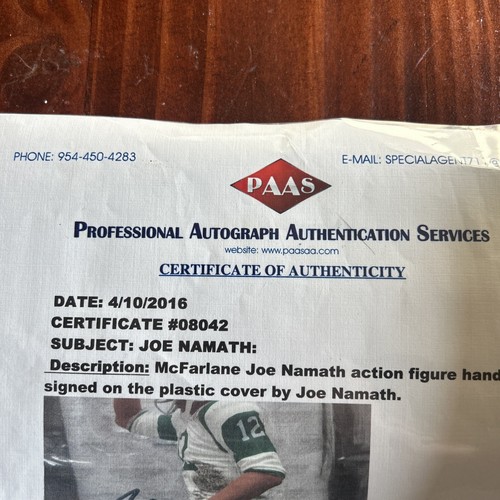 PHONE: 954-450-4283
E-MAIL:
PAAS
PROFESSIONAL AUTOGRAPH AUTHENTICATION SERVICES
website: www.paasaa.com
CERTIFICATE OF AUTHENTICITY
DATE: 4/10/2016
CERTIFICATE #08042
SUBJECT: JOE NAMATH:
Description: McFarlane Joe Namath action figure hand
signed on the plastic cover by Joe Namath.
12